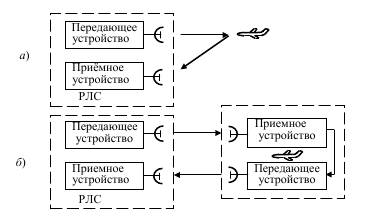 Передающее
устройство
а)
Приёмное
устройство
РЛС
Передающее
устройство
Приемное
устройство
б)
Приемное
устройство
РЛС
Передающее
устройство